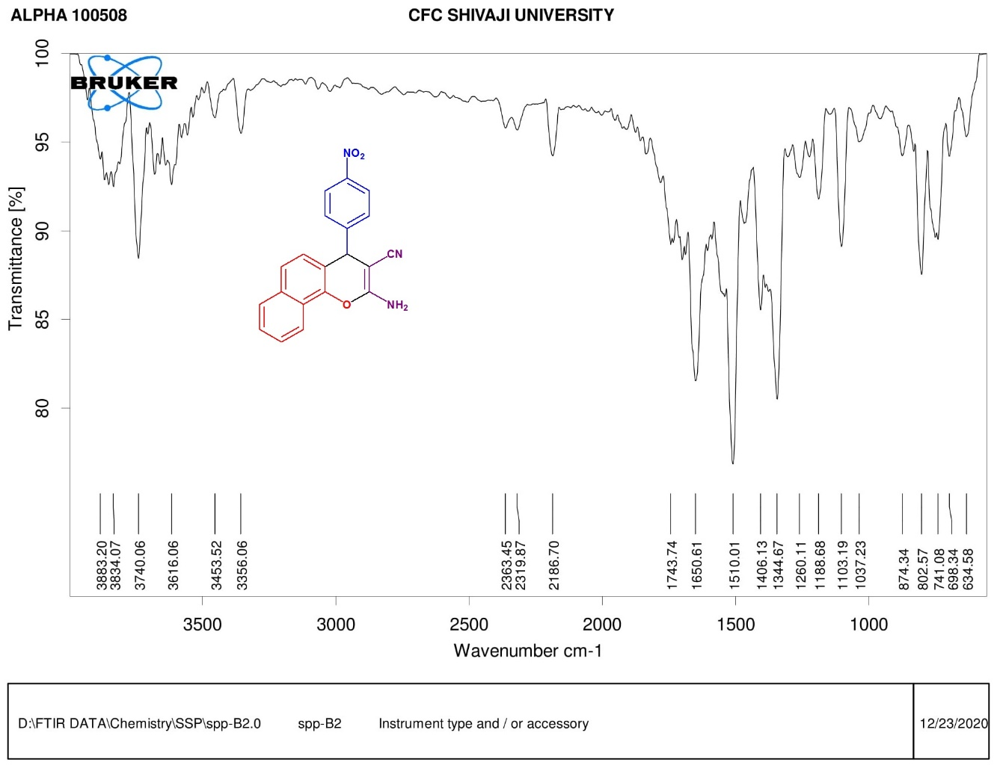 ALPHA 100508
CFC SHIVAJI UNIVERSITY
BRUKER
Transmittance [%]
100
95
90
85
80
NO2
CN
O
NH2
3883.20
3834.07
3740.06
3616.06
3453.52
3356.06
2363.45
2319.87
2186.70
1743.74
1650.61
1510.01
1406.13
1344.67
1260.11
1188.68
1103.19
1037.23
874.34
802.57
741.08
698.34
634.58
3500
3000
2500
2000
1500
1000
Wavenumber cm-1
D:\FTIR DATA\Chemistry\SSP\spp-B2.0
spp-B2
Instrument type and / or accessory
12/23/2020